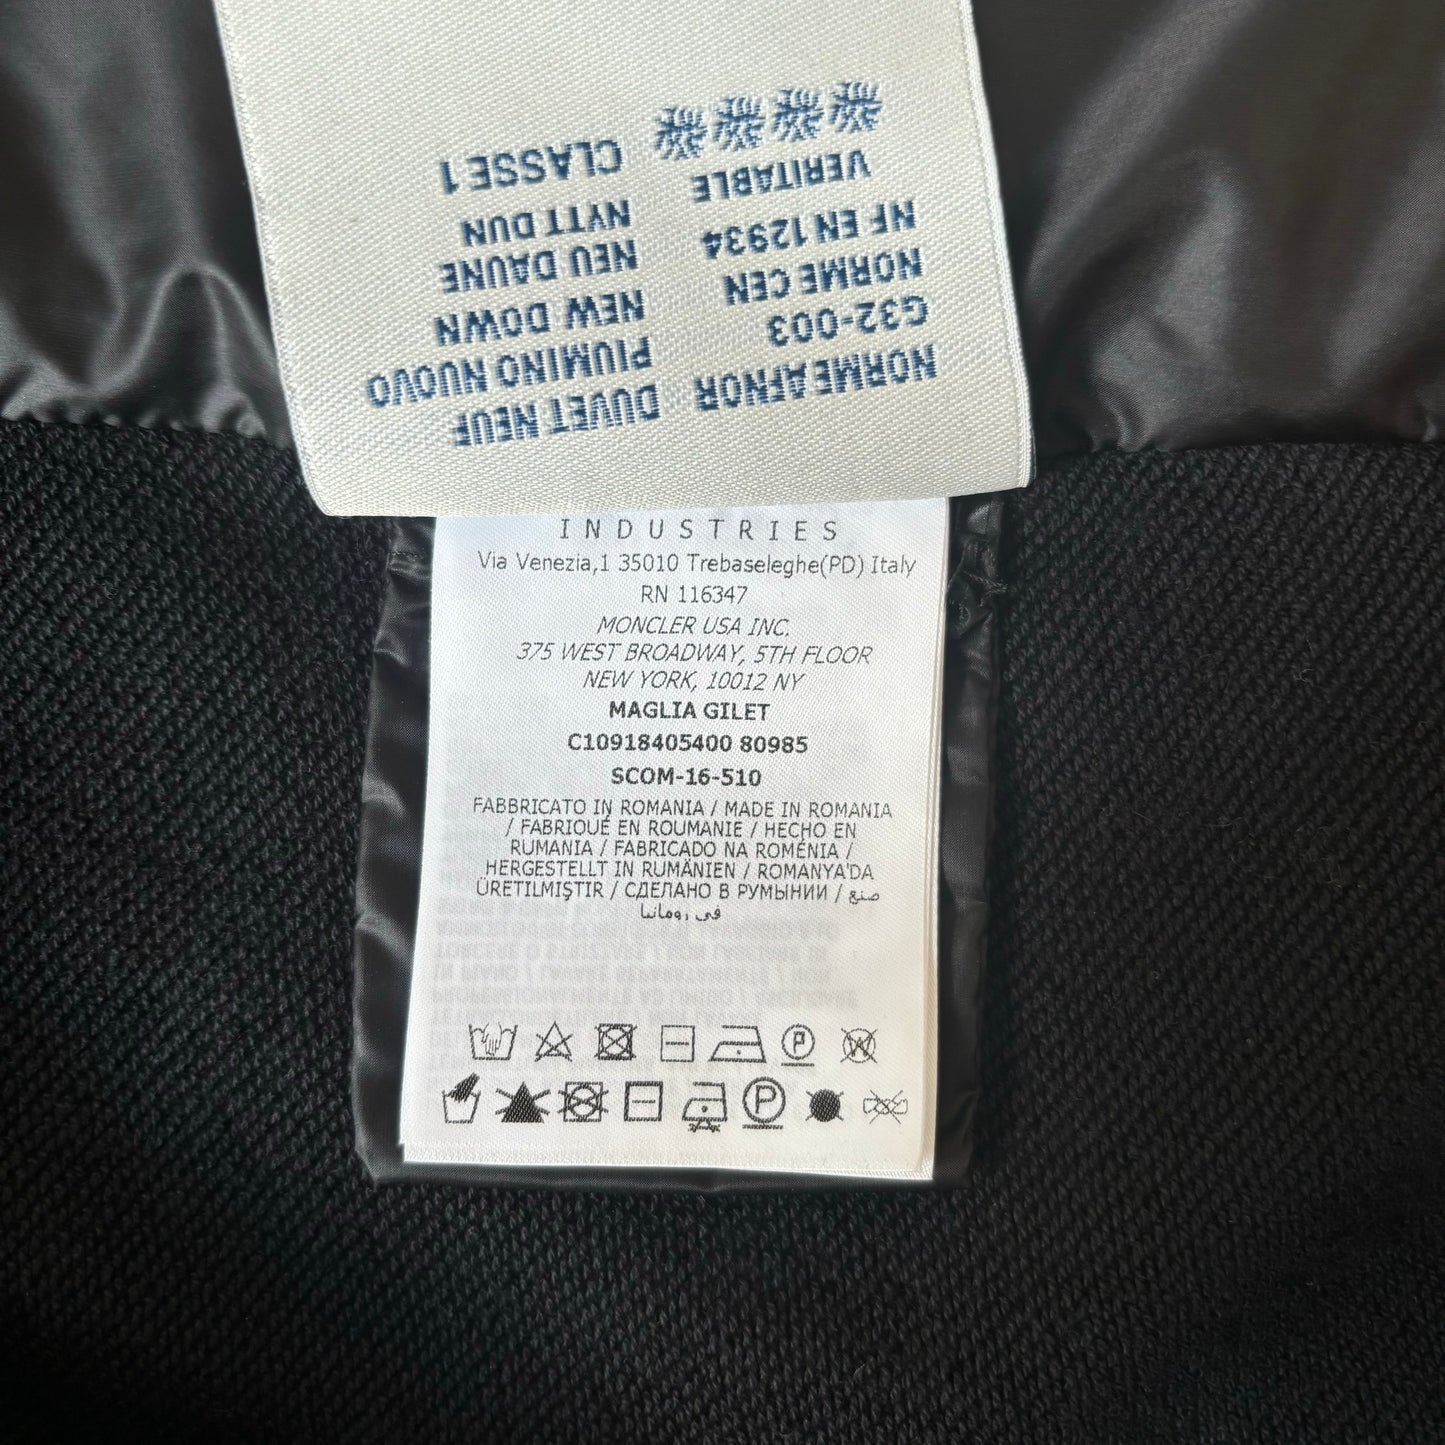 DUVET NEUF
PIUMINO NUOVO
NEW DOWN
NEU DAUNE
NYTT DUN
CLASSE 1
NORME AFNOR
G32-003
NORME CEN
NF EN 12934
VERITABLE
INDUSTRIES
Via Venezia,1 35010 Trebaseleghe(PD) Italy
RN 116347
MONCLER USA INC.
375 WEST BROADWAY, 5TH FLOOR
NEW YORK, 10012 NY
MAGLIA GILET
C10918405400 80985
SCOM-16-510
FABBRICATO IN ROMANIA / MADE IN ROMANIA
/ FABRIQUÉ EN ROUMANIE / HECHO EN
RUMANIA / FABRICADO NA ROMÉNIA /
HERGESTELLT IN RUMÄNIEN / ROMANYA'DA
ÜRETILMIŞTIR / СДЕЛАНО В РУМЫНИИ / صنع
في رومانيا
P
W
P